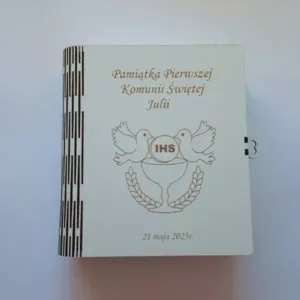 Pamiątka Pierwszej
Komunii Świętej
Julii
IHS
21 maja 2023r.